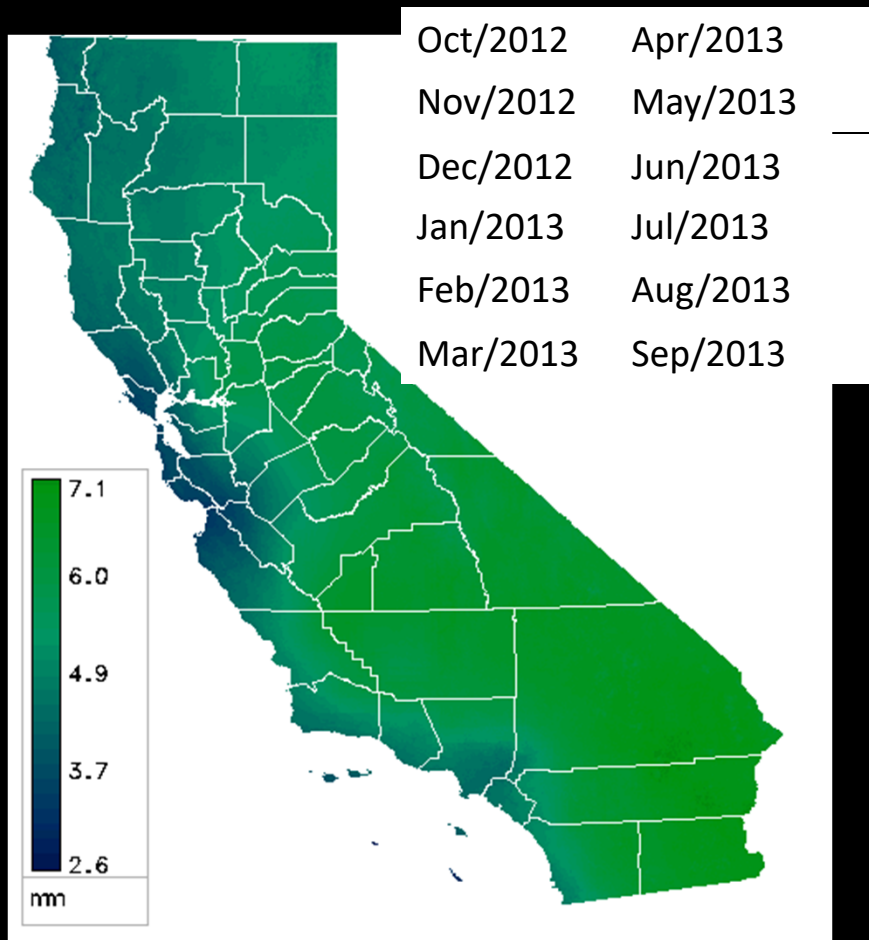 Oct/2012 Apr/2013
Nov/2012 May/2013
Dec/2012 Jun/2013
Jan/2013 Jul/2013
Feb/2013 Aug/2013
Mar/2013 Sep/2013
7.1
6.0
4.9
3.7
2.6
mm